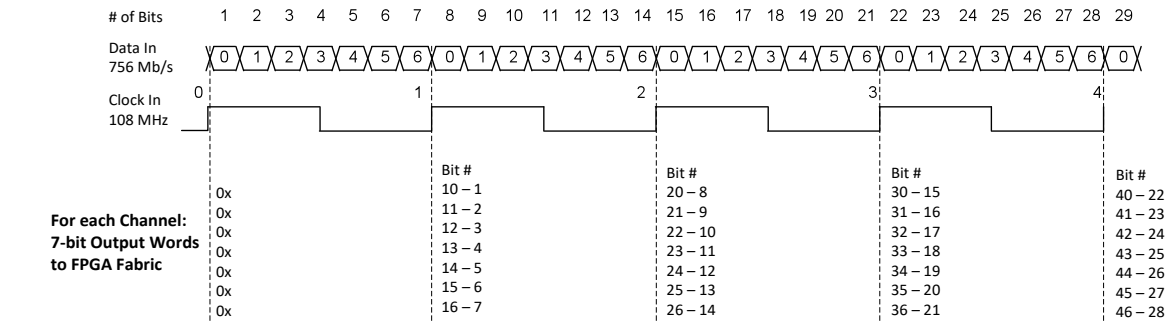 # of Bits 1 2 3 4 5 6 7 8 9 10 11 12 13 14 15 16 17 18 19 20 21 22 23 24 25 26 27 28 29
Data In
756 Mb/s
0 1 2 3 4 5 6 0 1 2 3 4 5 6 0 1 2 3 4 5 6 0 1 2 3 4 5 6 0
Clock In
108 MHz
0 1 2 3 4
For each Channel:
7-bit Output Words
to FPGA Fabric
0x
0x
0x
0x
0x
0x
0x
Bit #
10 – 1
11 – 2
12 – 3
13 – 4
14 – 5
15 – 6
16 – 7
Bit #
20 – 8
21 – 9
22 – 10
23 – 11
24 – 12
25 – 13
26 – 14
Bit #
30 – 15
31 – 16
32 – 17
33 – 18
34 – 19
35 – 20
36 – 21
Bit #
40 – 22
41 – 23
42 – 24
43 – 25
44 – 26
45 – 27
46 – 28